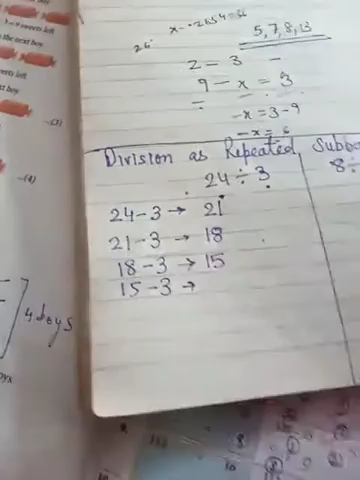 5, 7, 8, 13
2 = 3 -
9 - x = 3
-x = 3 - 9
-x = 6
Division as Repeated
24 ÷ 3
8 ÷
24 - 3 → 21
21 - 3 → 18
18 - 3 → 15
15 - 3 →
4 days